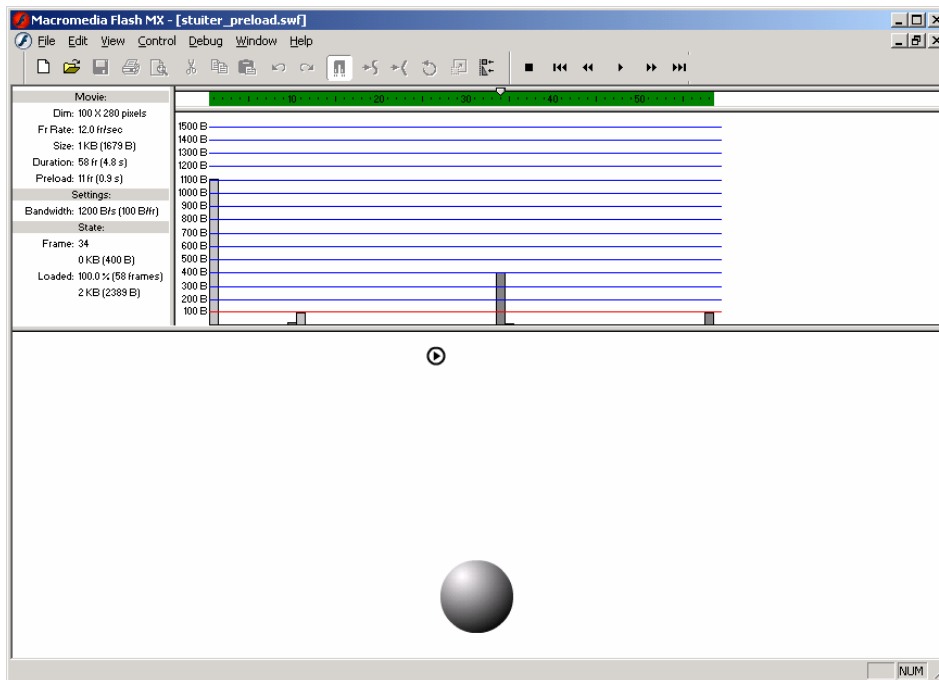 Macromedia Flash MX - [stuiter_preload.swf]
File Edit View Control Debug Window Help
Movie:
Dim: 100 X 280 pixels
Fr Rate: 12.0 fr/sec
Size: 1 KB (1679 B)
Duration: 58 fr (4.8 s)
Preload: 11 fr (0.9 s)
Settings:
Bandwidth: 1200 B/s (100 B/fr)
State:
Frame: 34
0 KB (400 B)
Loaded: 100.0 % (58 frames)
2 KB (2389 B)
10 20 30 40 50
1500 B
1400 B
1300 B
1200 B
1100 B
1000 B
900 B
800 B
700 B
600 B
500 B
400 B
300 B
200 B
100 B
NUM